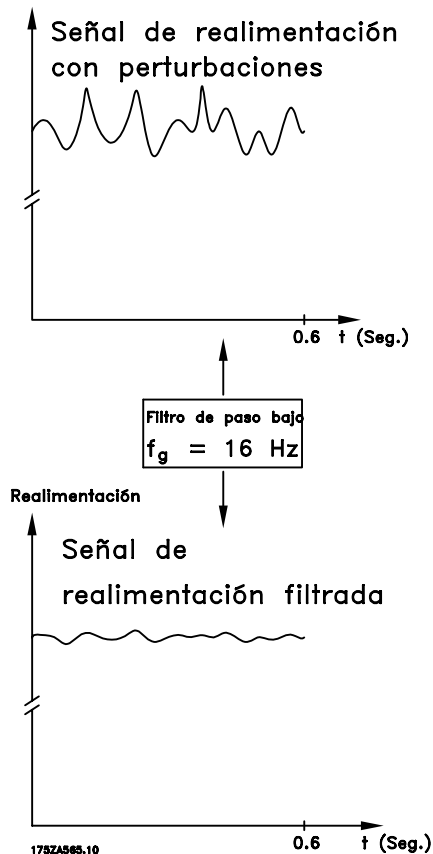 Señal de realimentación
con perturbaciones
0.6 t (Seg.)
Filtro de paso bajo
fg = 16 Hz
Realimentación
Señal de
realimentación filtrada
0.6 t (Seg.)
175ZA565.10